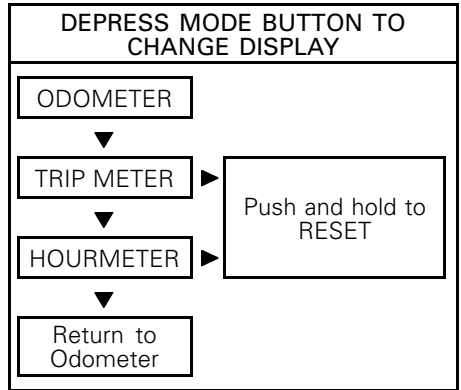 DEPRESS MODE BUTTON TO
CHANGE DISPLAY
ODOMETER
TRIP METER
Push and hold to
RESET
HOURMETER
Return to
Odometer